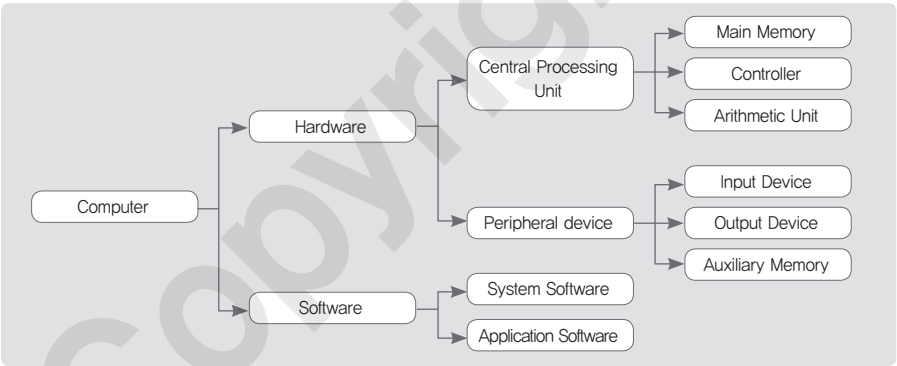 Computer
Hardware
Software
Central Processing
Unit
Peripheral device
System Software
Application Software
Main Memory
Controller
Arithmetic Unit
Input Device
Output Device
Auxiliary Memory
Copyrigh